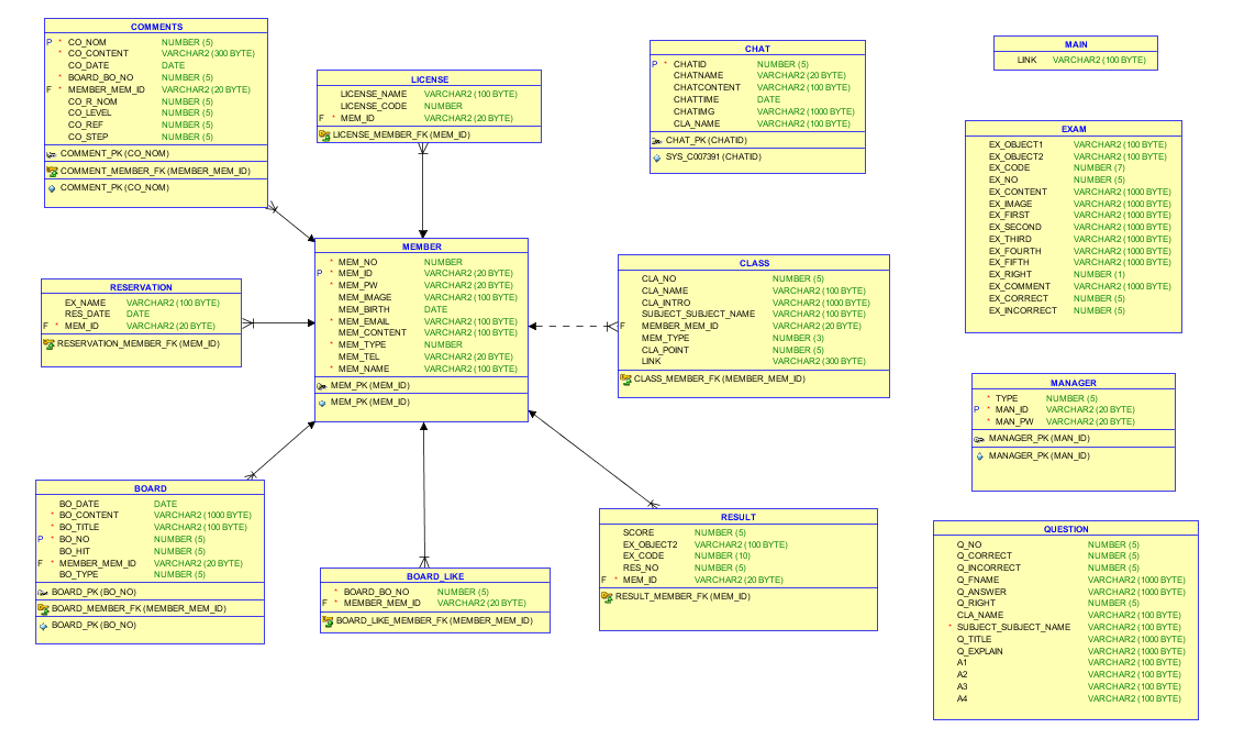 COMMENTS
P * CO_NOM NUMBER (5)
* CO_CONTENT VARCHAR2 (300 BYTE)
CO_DATE DATE
* BOARD_BO_NO NUMBER (5)
F * MEMBER_MEM_ID VARCHAR2 (20 BYTE)
CO_R_NOM NUMBER (5)
CO_LEVEL NUMBER (5)
CO_REF NUMBER (5)
CO_STEP NUMBER (5)
COMMENT_PK (CO_NOM)
COMMENT_MEMBER_FK (MEMBER_MEM_ID)
COMMENT_PK (CO_NOM)
LICENSE
LICENSE_NAME VARCHAR2 (100 BYTE)
LICENSE_CODE NUMBER
F * MEM_ID VARCHAR2 (20 BYTE)
LICENSE_MEMBER_FK (MEM_ID)
CHAT
P * CHATID NUMBER (5)
CHATNAME VARCHAR2 (20 BYTE)
CHATCONTENT VARCHAR2 (100 BYTE)
CHATTIME DATE
CHATIMG VARCHAR2 (1000 BYTE)
CLA_NAME VARCHAR2 (100 BYTE)
CHAT_PK (CHATID)
SYS_C007391 (CHATID)
MAIN
LINK VARCHAR2 (100 BYTE)
EXAM
EX_OBJECT1 VARCHAR2 (100 BYTE)
EX_OBJECT2 VARCHAR2 (100 BYTE)
EX_CODE NUMBER (7)
EX_NO NUMBER (5)
EX_CONTENT VARCHAR2 (1000 BYTE)
EX_IMAGE VARCHAR2 (1000 BYTE)
EX_FIRST VARCHAR2 (1000 BYTE)
EX_SECOND VARCHAR2 (1000 BYTE)
EX_THIRD VARCHAR2 (1000 BYTE)
EX_FOURTH VARCHAR2 (1000 BYTE)
EX_FIFTH VARCHAR2 (1000 BYTE)
EX_RIGHT NUMBER (1)
EX_COMMENT VARCHAR2 (1000 BYTE)
EX_CORRECT NUMBER (5)
EX_INCORRECT NUMBER (5)
MEMBER
* MEM_NO NUMBER
P * MEM_ID VARCHAR2 (20 BYTE)
* MEM_PW VARCHAR2 (20 BYTE)
MEM_IMAGE VARCHAR2 (100 BYTE)
MEM_BIRTH DATE
* MEM_EMAIL VARCHAR2 (100 BYTE)
MEM_CONTENT VARCHAR2 (100 BYTE)
* MEM_TYPE NUMBER
MEM_TEL VARCHAR2 (20 BYTE)
* MEM_NAME VARCHAR2 (100 BYTE)
MEM_PK (MEM_ID)
MEM_PK (MEM_ID)
RESERVATION
EX_NAME VARCHAR2 (100 BYTE)
RES_DATE DATE
F * MEM_ID VARCHAR2 (20 BYTE)
RESERVATION_MEMBER_FK (MEM_ID)
CLASS
CLA_NO NUMBER (5)
CLA_NAME VARCHAR2 (100 BYTE)
CLA_INTRO VARCHAR2 (1000 BYTE)
SUBJECT_SUBJECT_NAME VARCHAR2 (100 BYTE)
F MEMBER_MEM_ID VARCHAR2 (20 BYTE)
MEM_TYPE NUMBER (3)
CLA_POINT NUMBER (5)
LINK VARCHAR2 (300 BYTE)
CLASS_MEMBER_FK (MEMBER_MEM_ID)
MANAGER
* TYPE NUMBER (5)
P * MAN_ID VARCHAR2 (20 BYTE)
* MAN_PW VARCHAR2 (20 BYTE)
MANAGER_PK (MAN_ID)
MANAGER_PK (MAN_ID)
BOARD
BO_DATE DATE
* BO_CONTENT VARCHAR2 (1000 BYTE)
* BO_TITLE VARCHAR2 (100 BYTE)
P * BO_NO NUMBER (5)
BO_HIT NUMBER (5)
F * MEMBER_MEM_ID VARCHAR2 (20 BYTE)
BO_TYPE NUMBER (5)
BOARD_PK (BO_NO)
BOARD_MEMBER_FK (MEMBER_MEM_ID)
BOARD_PK (BO_NO)
BOARD_LIKE
* BOARD_BO_NO NUMBER (5)
F * MEMBER_MEM_ID VARCHAR2 (20 BYTE)
BOARD_LIKE_MEMBER_FK (MEMBER_MEM_ID)
RESULT
SCORE NUMBER (5)
EX_OBJECT2 VARCHAR2 (100 BYTE)
EX_CODE NUMBER (10)
RES_NO NUMBER (5)
F * MEM_ID VARCHAR2 (20 BYTE)
RESULT_MEMBER_FK (MEM_ID)
QUESTION
Q_NO NUMBER (5)
Q_CORRECT NUMBER (5)
Q_INCORRECT NUMBER (5)
Q_FNAME VARCHAR2 (1000 BYTE)
Q_ANSWER VARCHAR2 (1000 BYTE)
Q_RIGHT NUMBER (5)
CLA_NAME VARCHAR2 (100 BYTE)
* SUBJECT_SUBJECT_NAME VARCHAR2 (100 BYTE)
Q_TITLE VARCHAR2 (1000 BYTE)
Q_EXPLAIN VARCHAR2 (1000 BYTE)
A1 VARCHAR2 (100 BYTE)
A2 VARCHAR2 (100 BYTE)
A3 VARCHAR2 (100 BYTE)
A4 VARCHAR2 (100 BYTE)